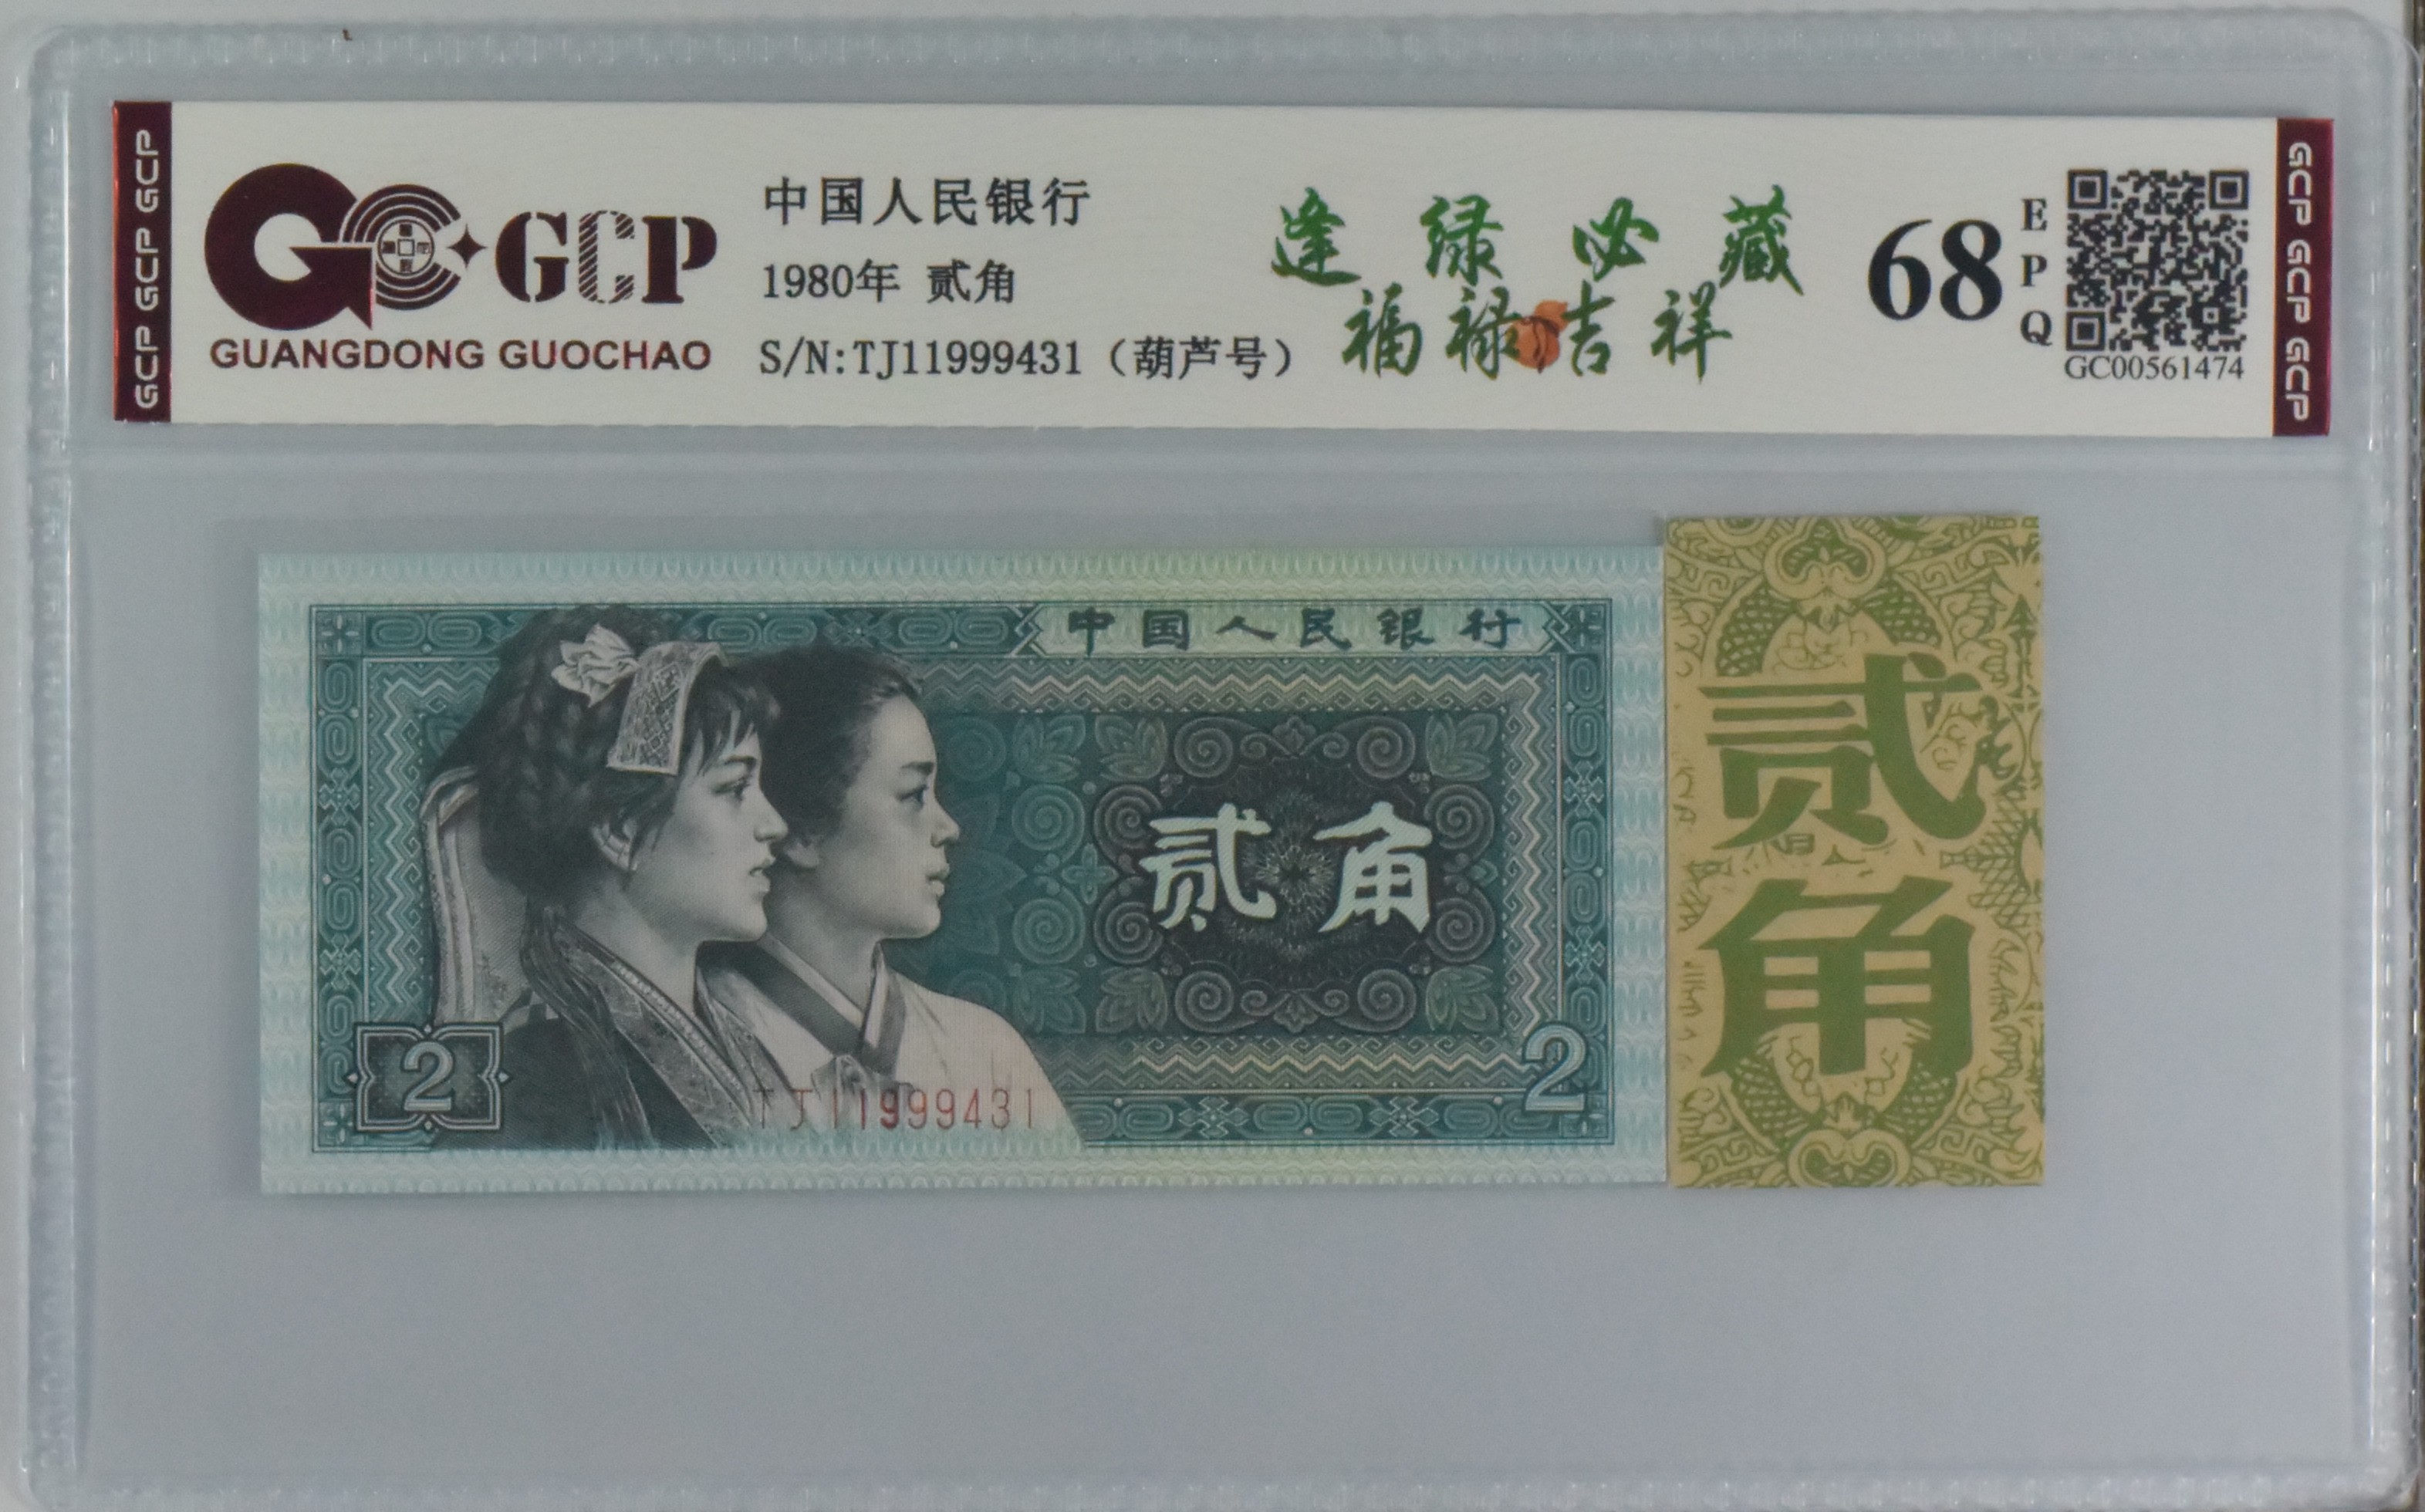 GCP GCP GCP
GCP
GUANGDONG GUOCHAO
中国人民银行
1980年 贰角
S/N:TJ11999431（葫芦号）
逢绿必藏
福禄吉祥
68
EPQ
GC00561474
GCP GCP GCP
中国人民银行
贰角
2
TJ11999431
2
贰角